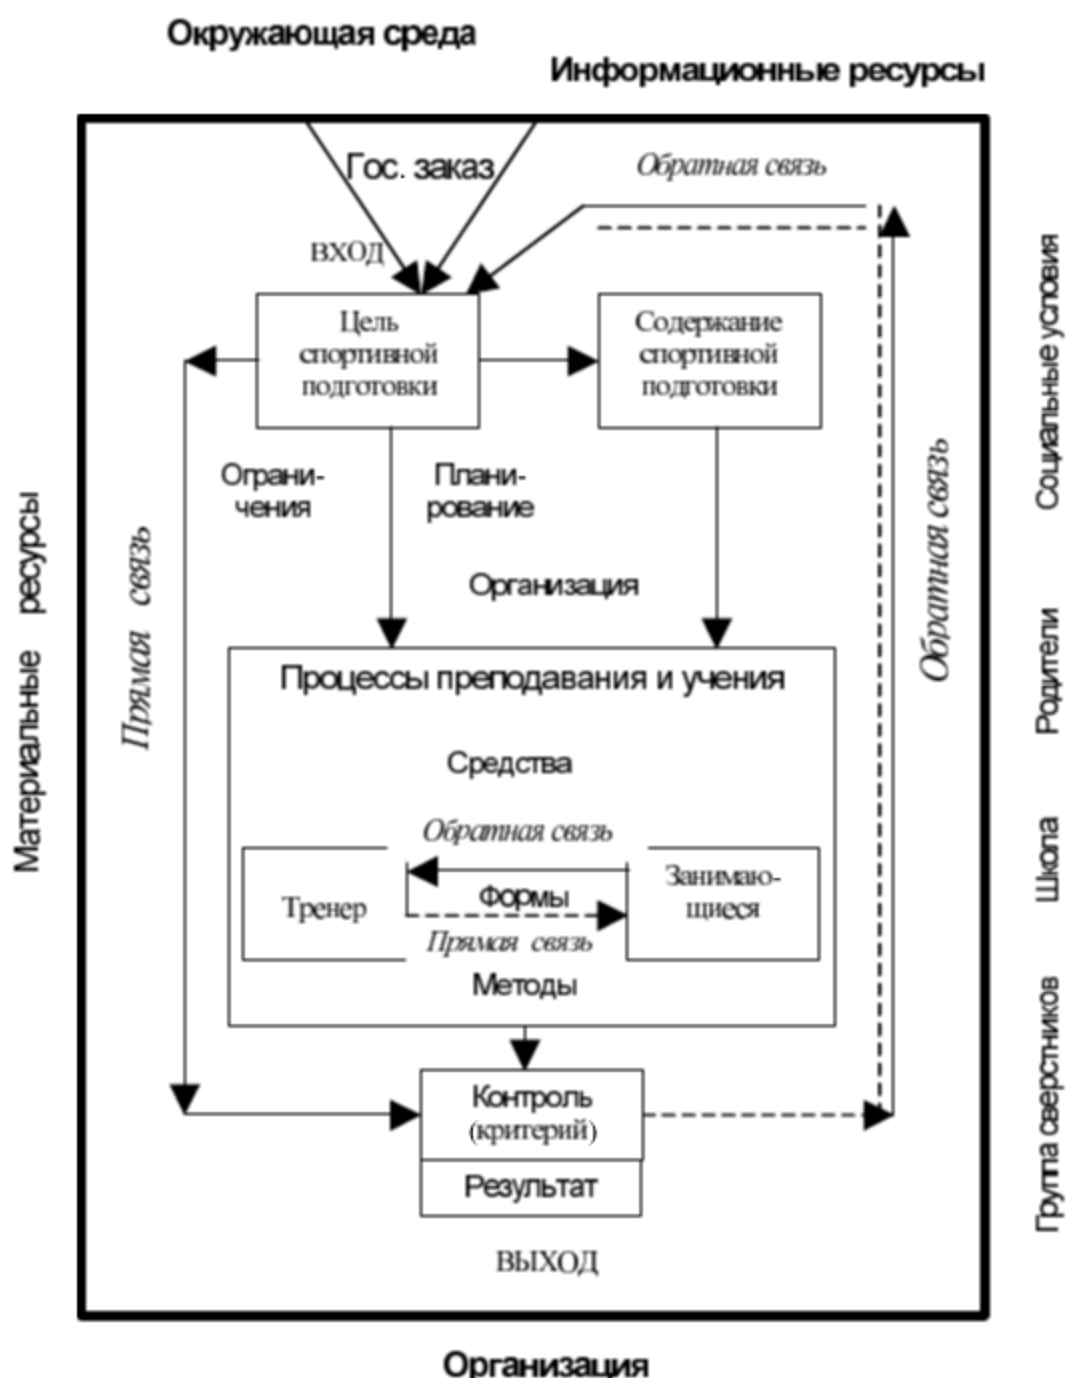 Окружающая среда
Информационные ресурсы
Гос. заказ
Обратная связь
ВХОД
Цель
спортивной
подготовки
Содержание
спортивной
подготовки
Ограни-
чения
Плани-
рование
Организация
Прямая связь
Обратная связь
Материальные ресурсы
Социальные условия
Родители
Школа
Группа сверстников
Процессы преподавания и учения
Средства
Обратная связь
Тренер
Формы
Занимаю-
щиеся
Прямая связь
Методы
Контроль
(критерий)
Результат
ВЫХОД
Организация